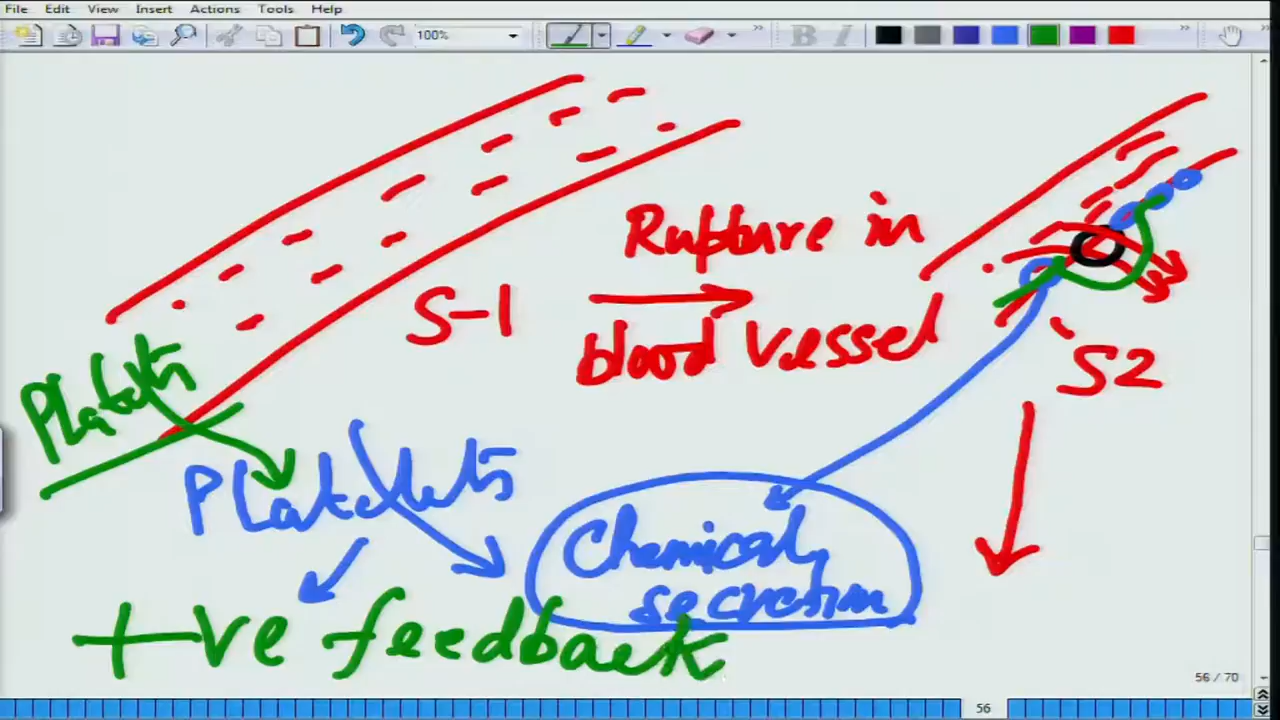 File Edit View Insert Actions Tools Help
100%
B I
Rupture in
S-1
blood vessel
S2
Platelets
Platelets
Chemical
secretion
+ve feedback
56 / 70
56